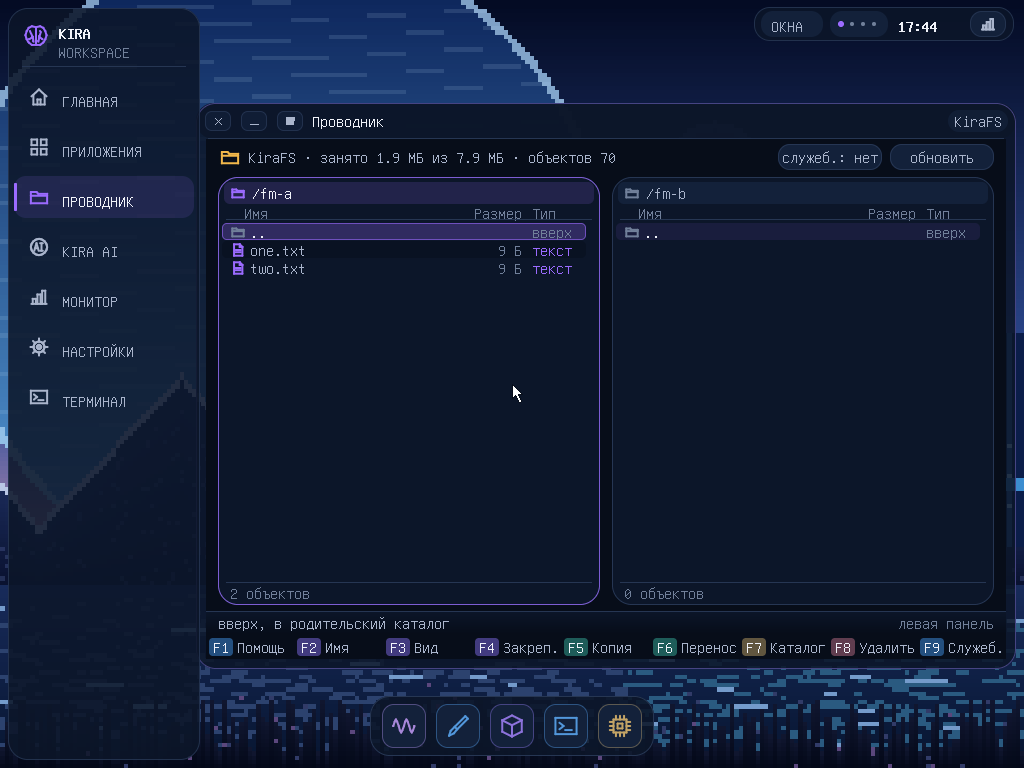 KIRA
WORKSPACE
ГЛАВНАЯ
ПРИЛОЖЕНИЯ
ПРОВОДНИК
KIRA AI
МОНИТОР
НАСТРОЙКИ
ТЕРМИНАЛ
ОКНА
17:44
Проводник
KiraFS
KiraFS · занято 1.9 МБ из 7.9 МБ · объектов 70
служеб.: нет
обновить
/fm-a
Имя Размер Тип
.. вверх
one.txt 9 Б текст
two.txt 9 Б текст
2 объектов
/fm-b
Имя Размер Тип
.. вверх
0 объектов
вверх, в родительский каталог
левая панель
F1 Помощь F2 Имя F3 Вид F4 Закреп. F5 Копия F6 Перенос F7 Каталог F8 Удалить F9 Служеб.